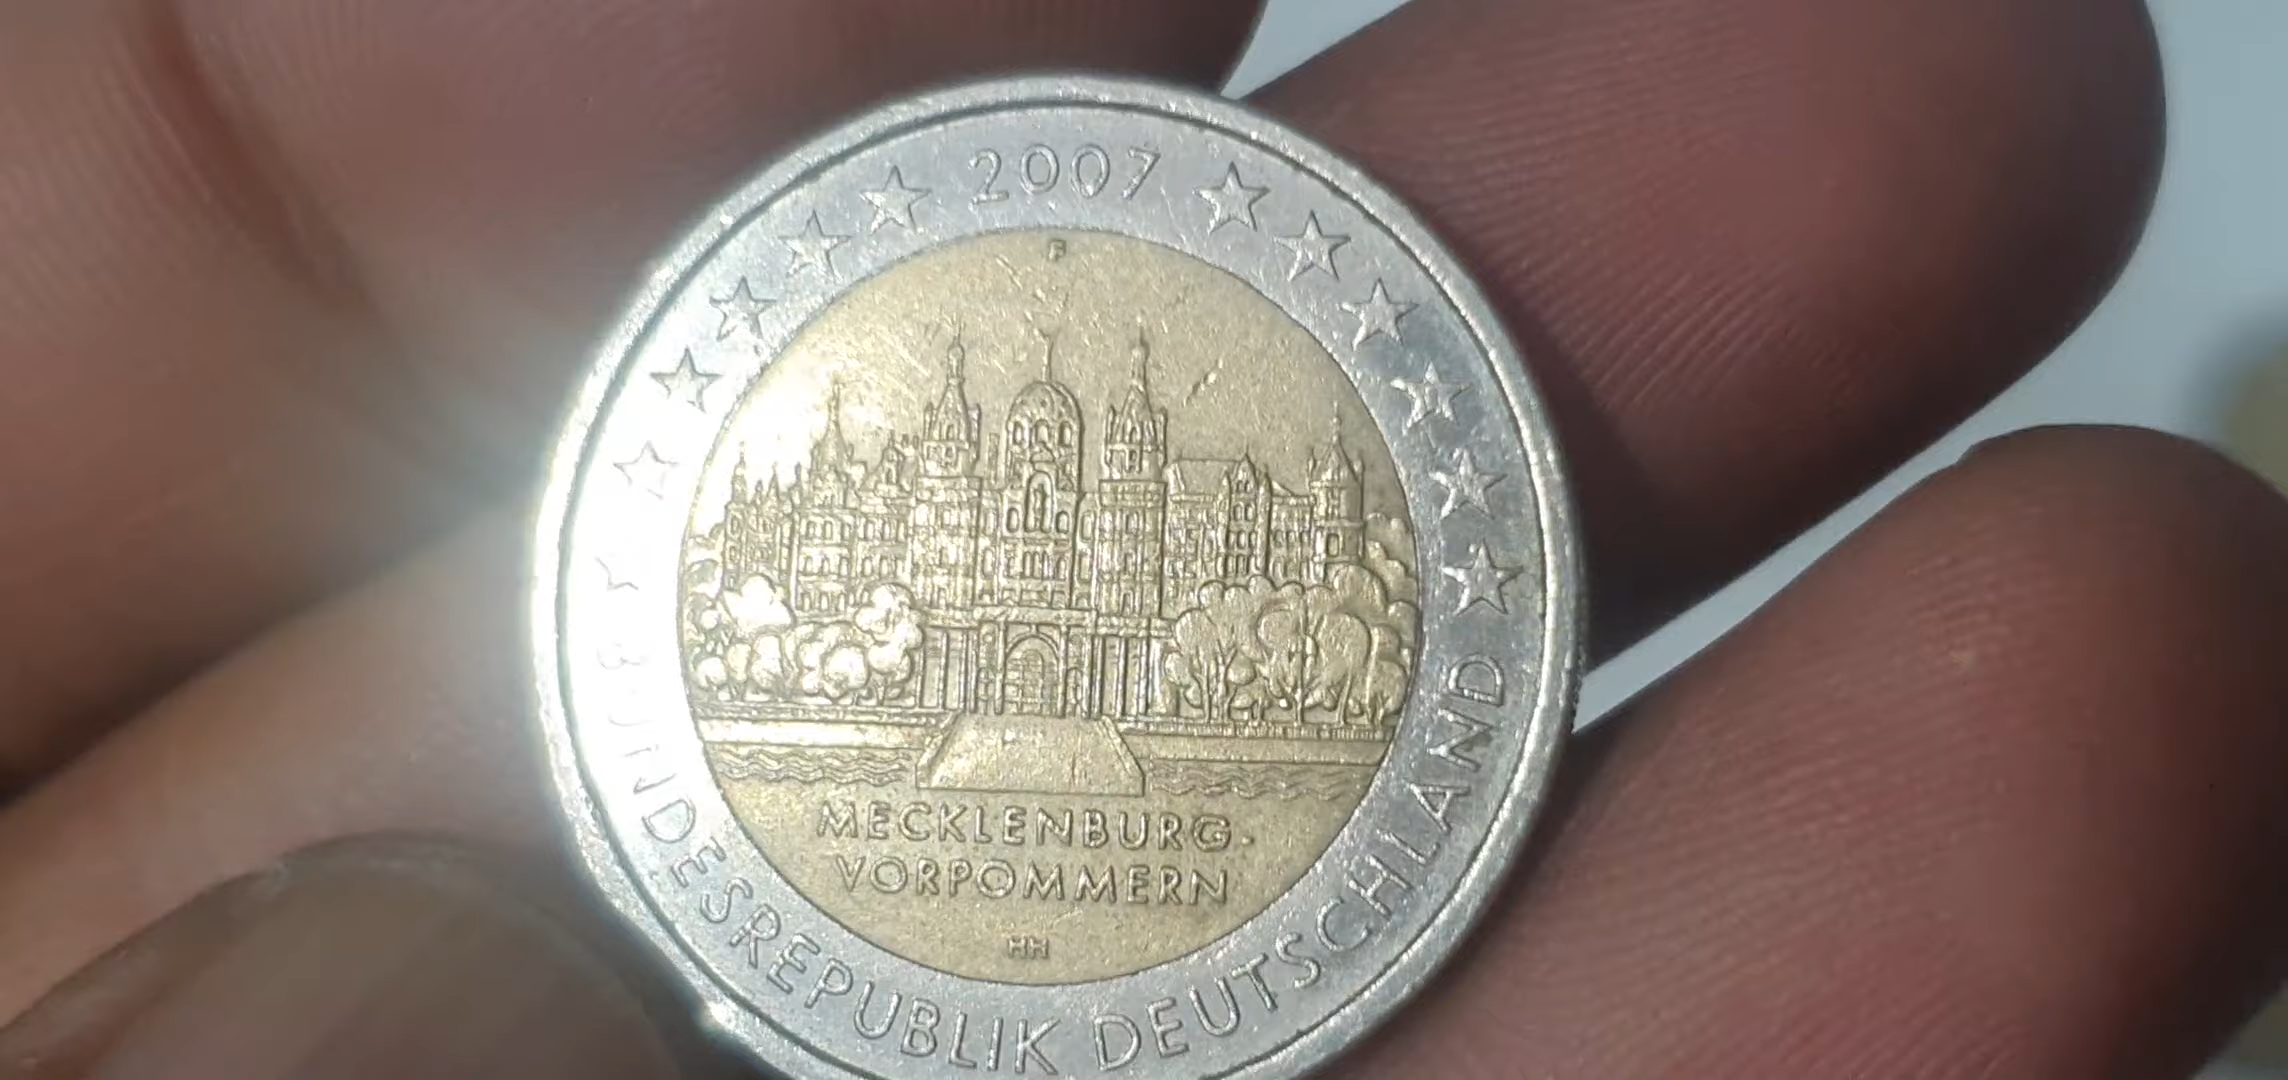 2007
F
MECKLENBURG-
VORPOMMERN
HH
BUNDESREPUBLIK DEUTSCHLAND